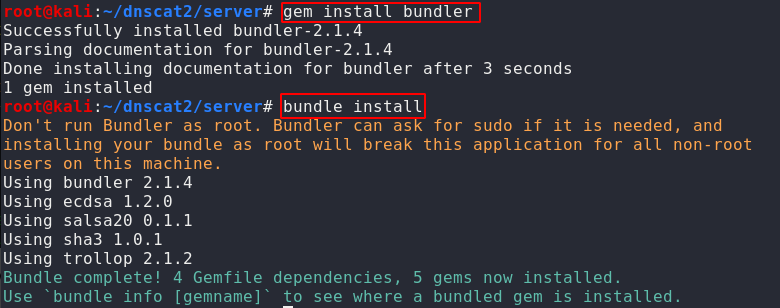 root@kali:~/dnscat2/server# gem install bundler
Successfully installed bundler-2.1.4
Parsing documentation for bundler-2.1.4
Done installing documentation for bundler after 3 seconds
1 gem installed
root@kali:~/dnscat2/server# bundle install
Don't run Bundler as root. Bundler can ask for sudo if it is needed, and
installing your bundle as root will break this application for all non-root
users on this machine.
Using bundler 2.1.4
Using ecdsa 1.2.0
Using salsa20 0.1.1
Using sha3 1.0.1
Using trollop 2.1.2
Bundle complete! 4 Gemfile dependencies, 5 gems now installed.
Use `bundle info [gemname]` to see where a bundled gem is installed.